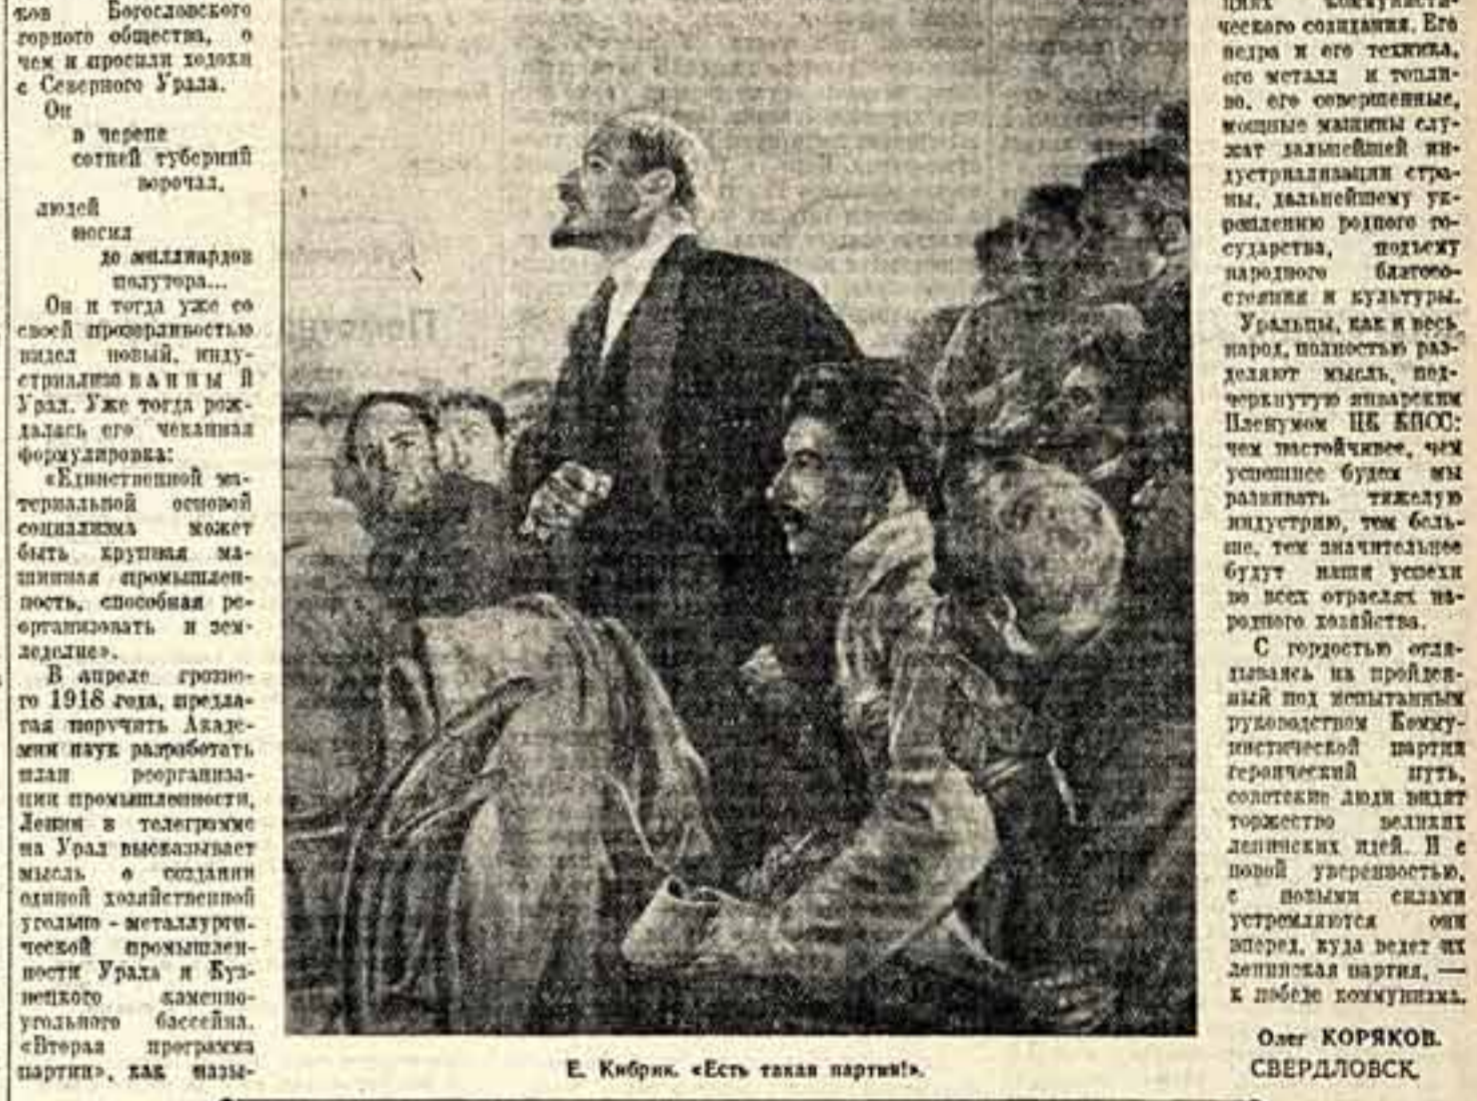 ков Богословского
горного общества, о
чем и просили ходоки
с Северного Урала.
Он
в черепе
сотней губерний
ворочал,
людей
носил
до миллиардов
полутора...
Он и тогда уже со
своей прозорливостью
видел новый, инду-
стриализованный
Урал. Уже тогда рож-
далась его чеканная
формулировка:
«Единственной ма-
териальной основой
социализма может
быть крупная ма-
шинная промышлен-
ность, способная ре-
организовать и зем-
леделие».
В апреле грозно-
го 1918 года, предла-
гая поручить Акаде-
мии наук разработать
план реорганиза-
ции промышленности,
Ленин в телеграмме
на Урал высказывает
мысль о создании
единой хозяйственной
угольно-металлурги-
ческой промышлен-
ности Урала и Куз-
нецкого каменно-
угольного бассейна.
«Вторая программа
партии», как назы-
Е. Кибрик. «Есть такая партия!».
циях коммунисти-
ческого созидания. Его
недра и его техника,
его металл и топли-
во, его совершенные,
мощные машины слу-
жат дальнейшей ин-
дустриализации стра-
ны, дальнейшему ук-
реплению родного го-
сударства, подъему
народного благосо-
стояния и культуры.
Уральцы, как и весь
народ, полностью раз-
деляют мысль, под-
черкнутую январским
Пленумом ЦК КПСС:
чем настойчивее, чем
успешнее будем мы
развивать тяжелую
индустрию, тем боль-
ше, тем значительнее
будут наши успехи
во всех отраслях на-
родного хозяйства.
С гордостью огля-
дываясь на пройден-
ный под испытанным
руководством Комму-
нистической партии
героический путь,
советские люди видят
торжество великих
ленинских идей. И с
новой уверенностью,
с новыми силами
устремляются они
вперед, куда ведет их
ленинская партия, —
к победе коммунизма.
Олег КОРЯКОВ.
СВЕРДЛОВСК.